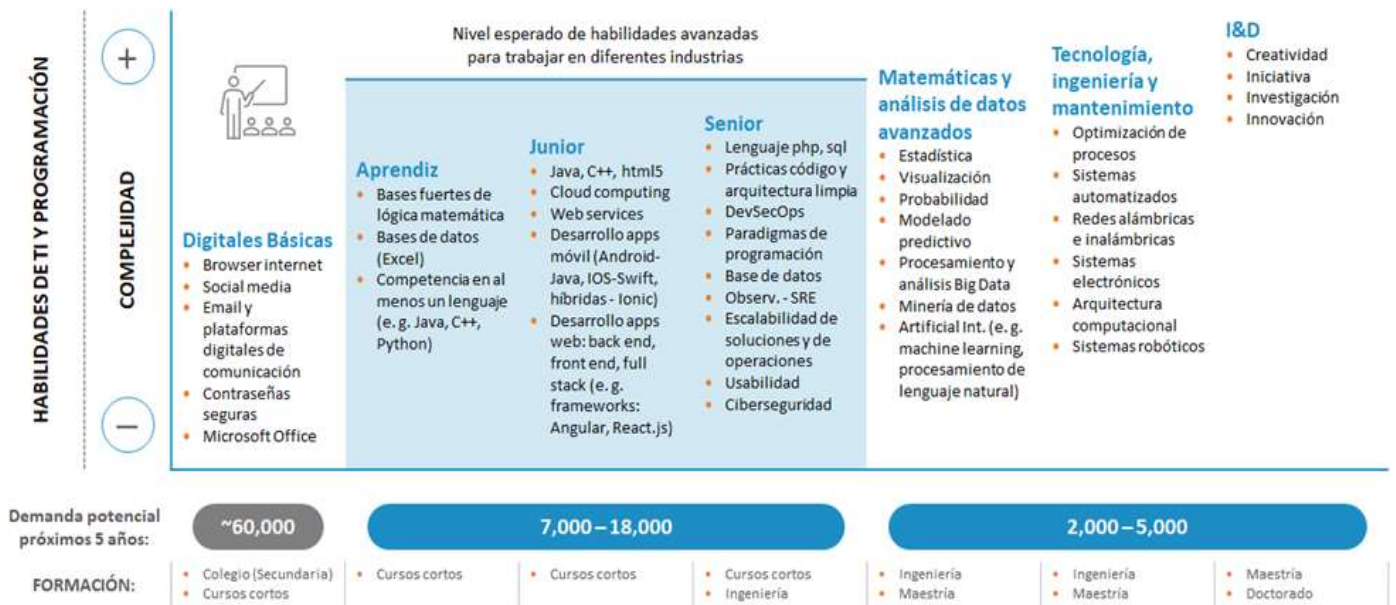 HABILIDADES DE TI Y PROGRAMACIÓN
COMPLEJIDAD
+
−
Nivel esperado de habilidades avanzadas
para trabajar en diferentes industrias
Digitales Básicas
• Browser internet
• Social media
• Email y
plataformas
digitales de
comunicación
• Contraseñas
seguras
• Microsoft Office
Aprendiz
• Bases fuertes de
lógica matemática
• Bases de datos
(Excel)
• Competencia en al
menos un lenguaje
(e. g. Java, C++,
Python)
Junior
• Java, C++, html5
• Cloud computing
• Web services
• Desarrollo apps
móvil (Android-
Java, IOS-Swift,
híbridas - Ionic)
• Desarrollo apps
web: back end,
front end, full
stack (e. g.
frameworks:
Angular, React.js)
Senior
• Lenguaje php, sql
• Prácticas código y
arquitectura limpia
• DevSecOps
• Paradigmas de
programación
• Base de datos
• Observ. - SRE
• Escalabilidad de
soluciones y de
operaciones
• Usabilidad
• Ciberseguridad
Matemáticas y
análisis de datos
avanzados
• Estadística
• Visualización
• Probabilidad
• Modelado
predictivo
• Procesamiento y
análisis Big Data
• Minería de datos
• Artificial Int. (e. g.
machine learning,
procesamiento de
lenguaje natural)
Tecnología,
ingeniería y
mantenimiento
• Optimización de
procesos
• Sistemas
automatizados
• Redes alámbricas
e inalámbricas
• Sistemas
electrónicos
• Arquitectura
computacional
• Sistemas robóticos
I&D
• Creatividad
• Iniciativa
• Investigación
• Innovación
Demanda potencial
próximos 5 años:
~60,000
7,000 – 18,000
2,000 – 5,000
FORMACIÓN:
• Colegio (Secundaria)
• Cursos cortos
• Cursos cortos
• Cursos cortos
• Cursos cortos
• Ingeniería
• Ingeniería
• Maestría
• Ingeniería
• Maestría
• Maestría
• Doctorado